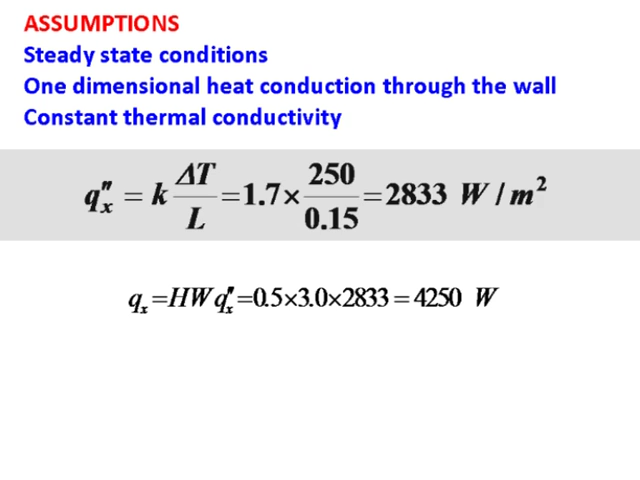 ASSUMPTIONS
Steady state conditions
One dimensional heat conduction through the wall
Constant thermal conductivity
q″ₓ = k ΔT/L = 1.7 × 250/0.15 = 2833 W / m²
qₓ = HW q″ₓ = 0.5×3.0×2833 = 4250 W